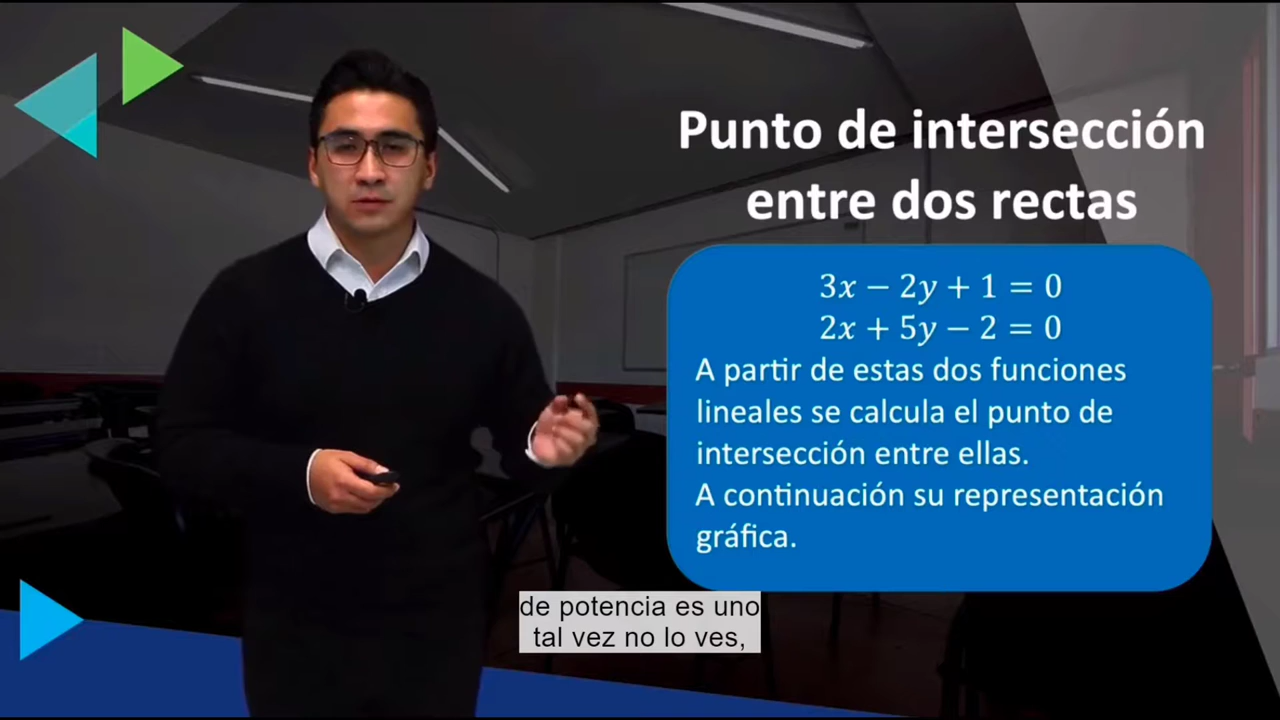 Punto de intersección
entre dos rectas
3x − 2y + 1 = 0
2x + 5y − 2 = 0
A partir de estas dos funciones
lineales se calcula el punto de
intersección entre ellas.
A continuación su representación
gráfica.
de potencia es uno
tal vez no lo ves,